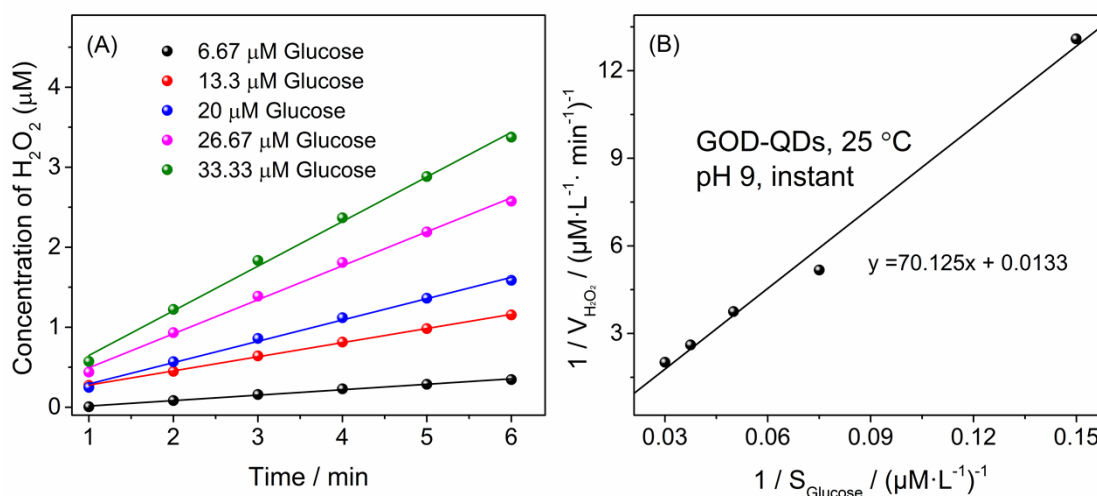 (A)
6.67 μM Glucose
13.3 μM Glucose
20 μM Glucose
26.67 μM Glucose
33.33 μM Glucose
Concentration of H₂O₂ (μM)
4
3
2
1
0
1 2 3 4 5 6
Time / min
(B)
GOD-QDs, 25 °C
pH 9, instant
y =70.125x + 0.0133
1 / V_H₂O₂ / (μM·L⁻¹· min⁻¹)⁻¹
12
9
6
3
0.03 0.06 0.09 0.12 0.15
1 / S_Glucose / (μM·L⁻¹)⁻¹